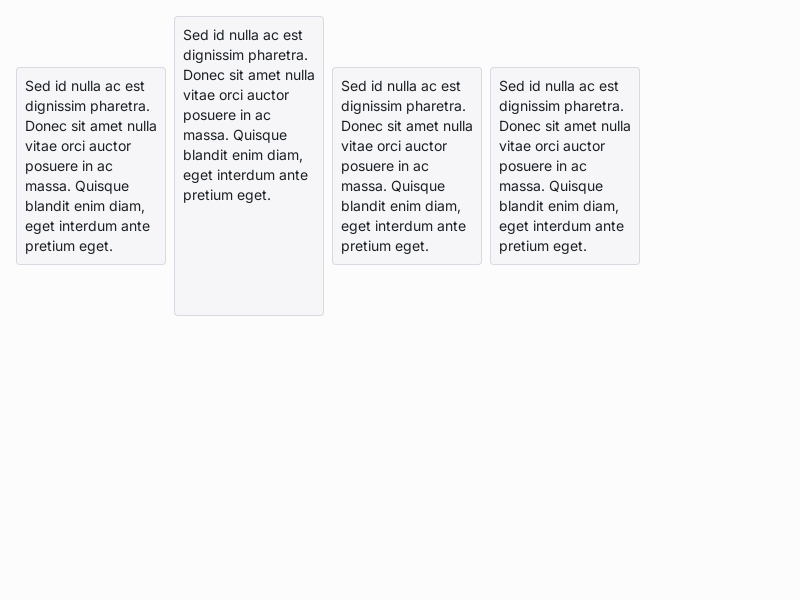 Sed id nulla ac est
dignissim pharetra.
Donec sit amet nulla
vitae orci auctor
posuere in ac
massa. Quisque
blandit enim diam,
eget interdum ante
pretium eget.
Sed id nulla ac est
dignissim pharetra.
Donec sit amet nulla
vitae orci auctor
posuere in ac
massa. Quisque
blandit enim diam,
eget interdum ante
pretium eget.
Sed id nulla ac est
dignissim pharetra.
Donec sit amet nulla
vitae orci auctor
posuere in ac
massa. Quisque
blandit enim diam,
eget interdum ante
pretium eget.
Sed id nulla ac est
dignissim pharetra.
Donec sit amet nulla
vitae orci auctor
posuere in ac
massa. Quisque
blandit enim diam,
eget interdum ante
pretium eget.